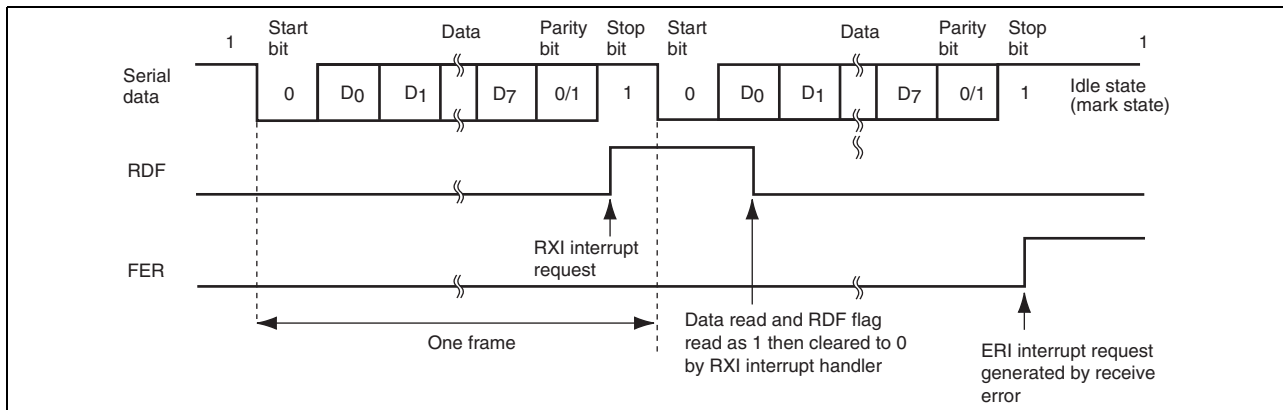 1 Start bit Data Parity bit Stop bit Start bit Data Parity bit Stop bit 1
Serial data 0 D0 D1 D7 0/1 1 0 D0 D1 D7 0/1 1 Idle state (mark state)
RDF
RXI interrupt request
FER
One frame
Data read and RDF flag
read as 1 then cleared to 0
by RXI interrupt handler
ERI interrupt request
generated by receive
error